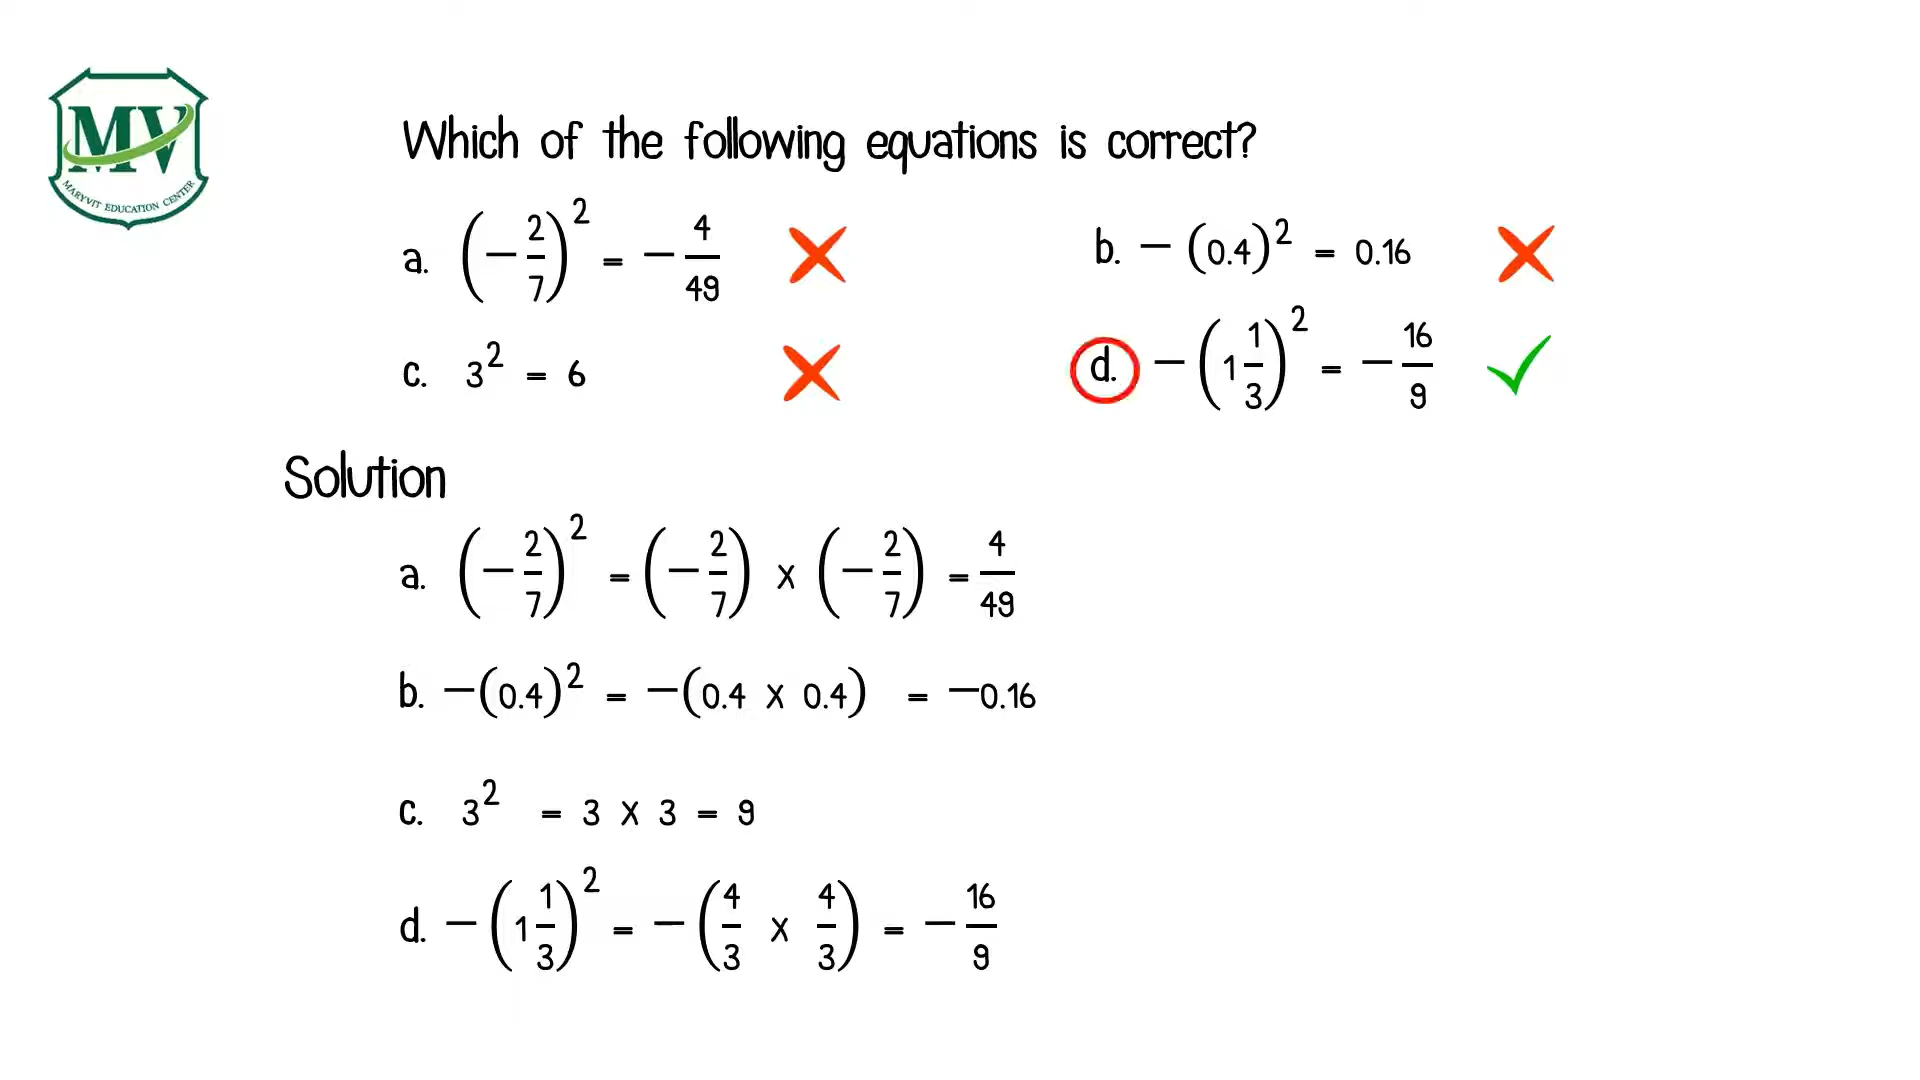 MV
MARYVIT EDUCATION CENTER
Which of the following equations is correct?
a. (−2/7)² = −4/49
b. −(0.4)² = 0.16
c. 3² = 6
d. −(1 1/3)² = −16/9
Solution
a. (−2/7)² = (−2/7) x (−2/7) = 4/49
b. −(0.4)² = −(0.4 x 0.4) = −0.16
c. 3² = 3 x 3 = 9
d. −(1 1/3)² = −(4/3 x 4/3) = −16/9